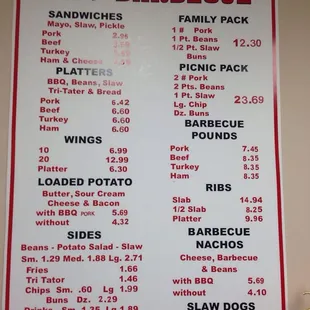 BARBECUE
SANDWICHES
Mayo, Slaw, Pickle
Pork
Beef
Turkey
Ham &
PLATTERS
BBQ, Beans, Slaw
Tri-Tater & Bread
Pork 6.42
Beef 6.60
Turkey 6.60
Ham 6.60
WINGS
10 6.99
20 12.99
Platter 6.30
LOADED POTATO
Butter, Sour Cream
Cheese & Bacon
with BBQ PORK 5.69
without 4.32
SIDES
Beans - Potato Salad - Slaw
Sm. 1.29 Med. 1.88 Lg. 2.71
Fries 1.66
Tri Tator 1.46
Chips Sm. .60 Lg. 1.99
Buns Dz. 2.29
FAMILY PACK
1 # Pork
1 Pt. Beans
1/2 Pt. Slaw
Buns
12.30
PICNIC PACK
2 # Pork
2 Pts. Beans
1 Pt. Slaw
Lg. Chip
Dz. Buns
23.69
BARBECUE
POUNDS
Pork 7.45
Beef 8.35
Turkey 8.35
Ham 8.35
RIBS
Slab 14.94
1/2 Slab 8.25
Platter 9.96
BARBECUE
NACHOS
Cheese, Barbecue
& Beans
with BBQ 5.69
without 4.10
SLAW DOGS